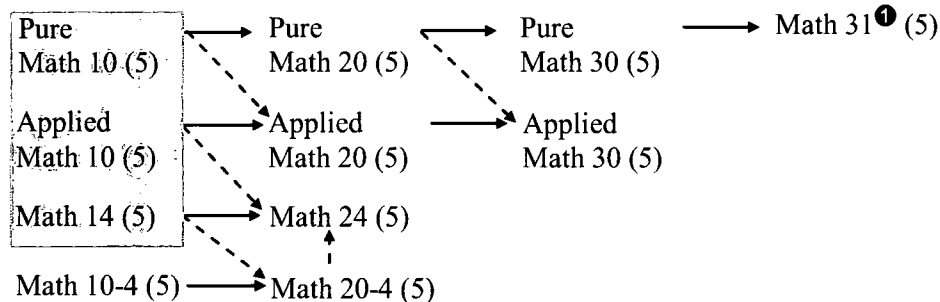 Pure Pure Pure Math 31❶ (5)
Math 10 (5) Math 20 (5) Math 30 (5)
Applied Applied Applied
Math 10 (5) Math 20 (5) Math 30 (5)
Math 14 (5) Math 24 (5)
Math 10-4 (5) Math 20-4 (5)